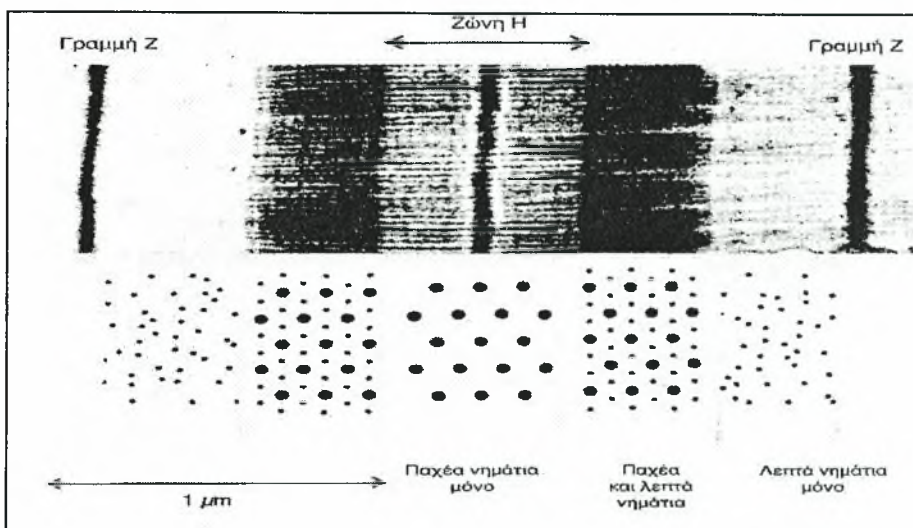 Ζώνη Η
Γραμμή Ζ
Γραμμή Ζ
Παχέα νημάτια
μόνο
Παχέα
και λεπτά
νημάτια
Λεπτά νημάτια
μόνο
1 μm